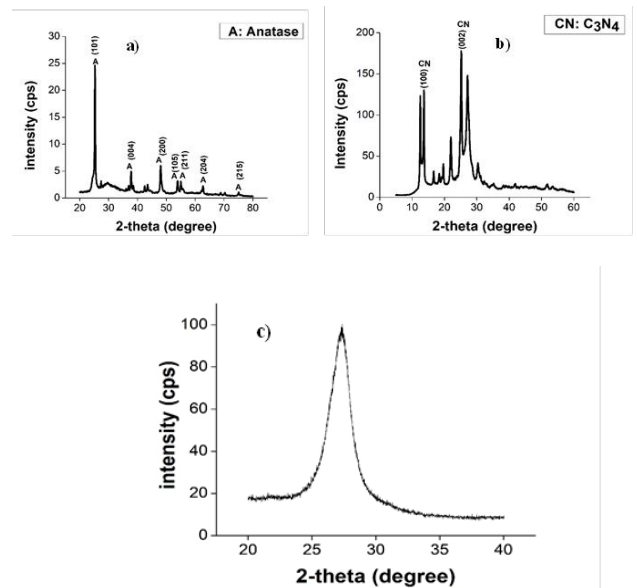 a)
A: Anatase
30
25
20
15
10
5
0
intensity (cps)
A (101)
A (004)
A (200)
A (105)
A (211)
A (204)
A (215)
20 30 40 50 60 70 80
2-theta (degree)
b)
CN: C₃N₄
200
150
100
50
0
Intensity (cps)
CN
(100)
CN
(002)
0 10 20 30 40 50 60
2-theta (degree)
c)
100
80
60
40
20
0
intensity (cps)
20 25 30 35 40
2-theta (degree)